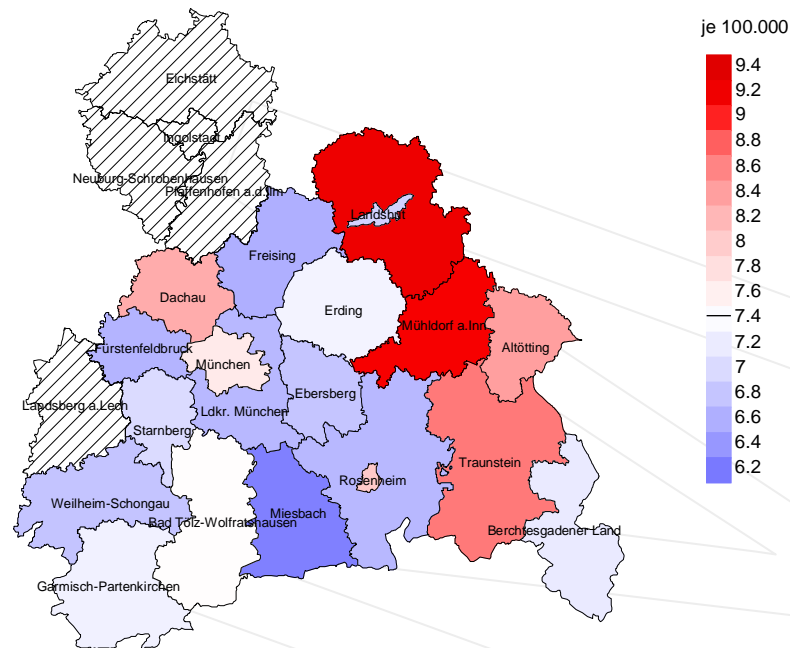 je 100.000
9.4
9.2
9
8.8
8.6
8.4
8.2
8
7.8
7.6
7.4
7.2
7
6.8
6.6
6.4
6.2
Eichstätt
Ingolstadt
Neuburg-Schrobenhausen
Pfaffenhofen a.d.Ilm
Landshut
Freising
Dachau
Erding
Mühldorf a.Inn
Altötting
Fürstenfeldbruck
München
Ebersberg
Landsberg a.Lech
Ldkr. München
Starnberg
Traunstein
Rosenheim
Weilheim-Schongau
Miesbach
Bad Tölz-Wolfratshausen
Berchtesgadener Land
Garmisch-Partenkirchen